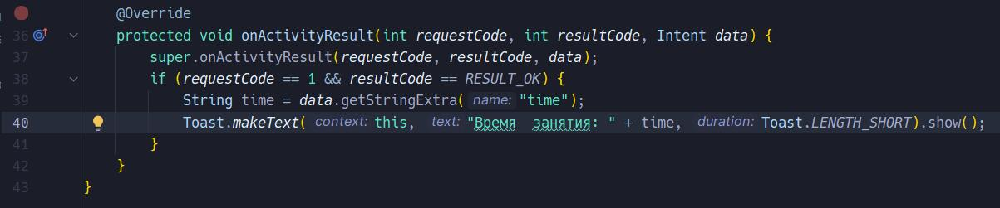 @Override
36 protected void onActivityResult(int requestCode, int resultCode, Intent data) {
37 super.onActivityResult(requestCode, resultCode, data);
38 if (requestCode == 1 && resultCode == RESULT_OK) {
39 String time = data.getStringExtra( name: "time");
40 Toast.makeText( context: this, text: "Время  занятия: " + time, duration: Toast.LENGTH_SHORT).show();
41 }
42 }
43 }